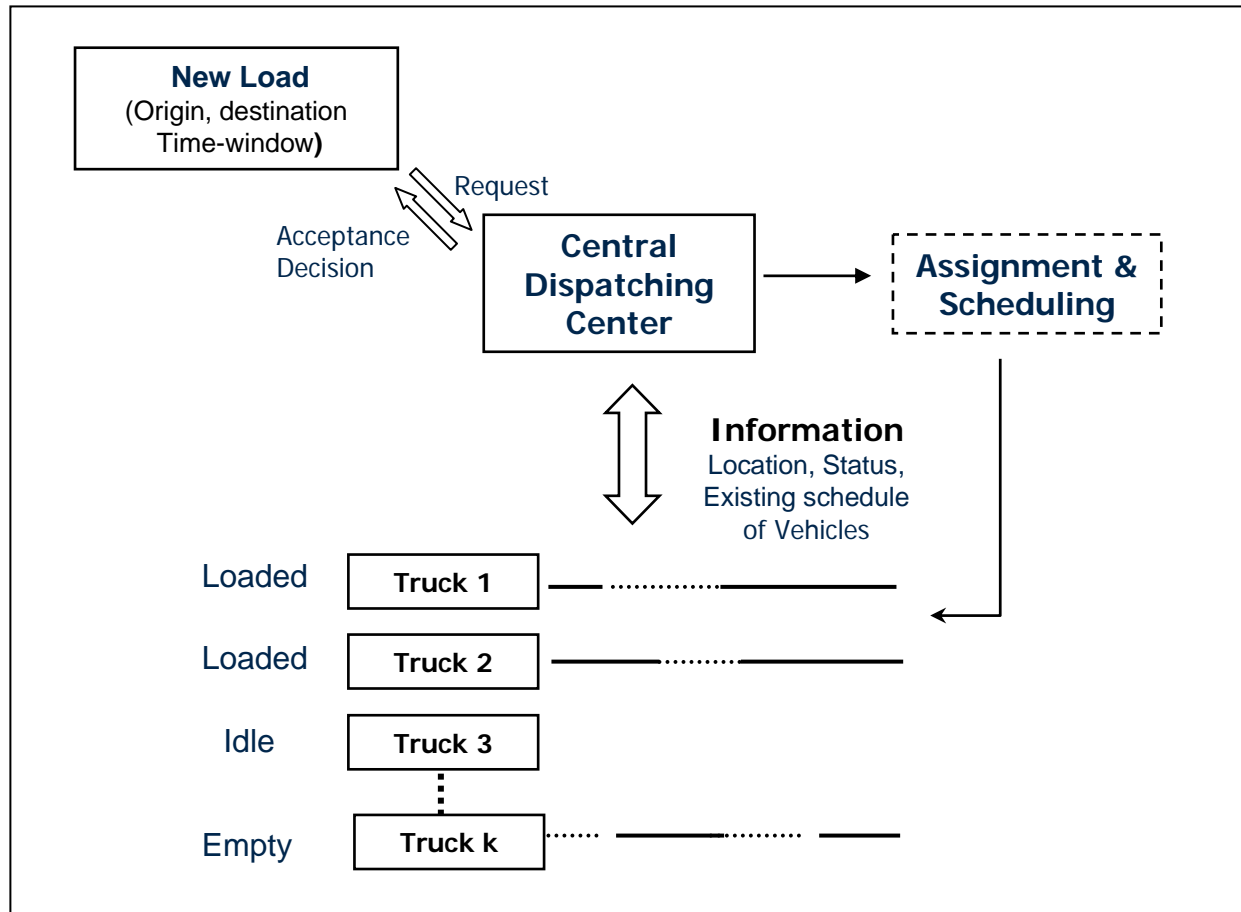 New Load
(Origin, destination
Time-window)
Request
Acceptance
Decision
Central
Dispatching
Center
Assignment &
Scheduling
Information
Location, Status,
Existing schedule
of Vehicles
Loaded
Truck 1
Loaded
Truck 2
Idle
Truck 3
Empty
Truck k